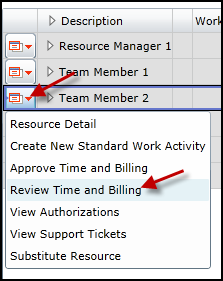 Description
Work
Resource Manager 1
Team Member 1
Team Member 2
Resource Detail
Create New Standard Work Activity
Approve Time and Billing
Review Time and Billing
View Authorizations
View Support Tickets
Substitute Resource